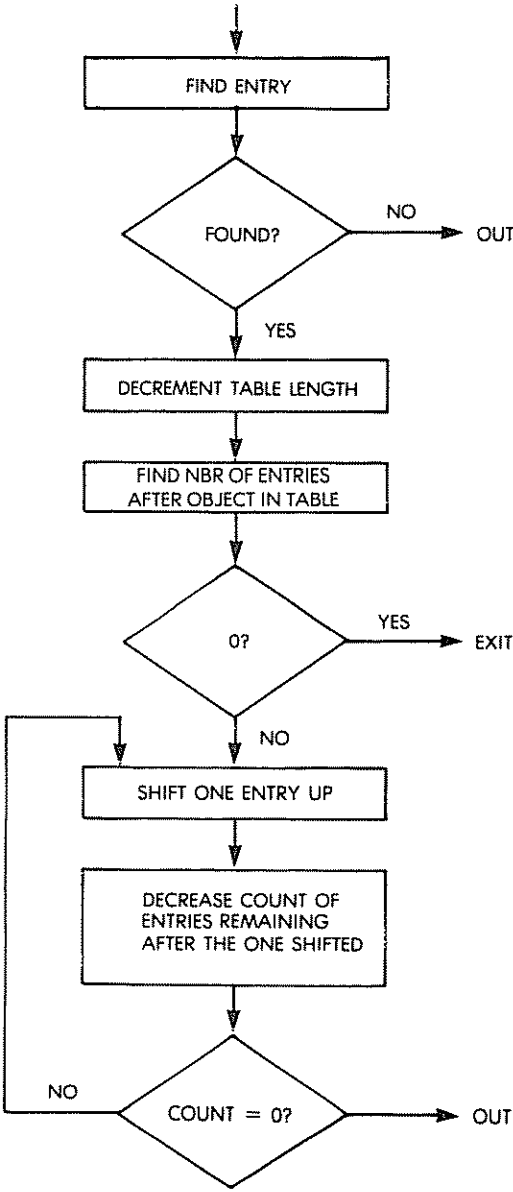 FIND ENTRY
FOUND?
NO
OUT
YES
DECREMENT TABLE LENGTH
FIND NBR OF ENTRIES
AFTER OBJECT IN TABLE
0?
YES
EXIT
NO
SHIFT ONE ENTRY UP
DECREASE COUNT OF
ENTRIES REMAINING
AFTER THE ONE SHIFTED
NO
COUNT = 0?
OUT